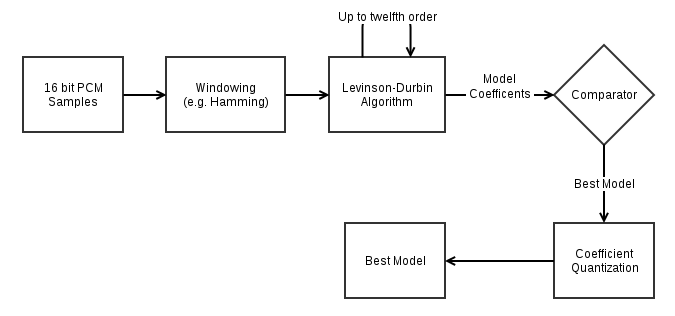 Up to twelfth order
16 bit PCM
Samples
Windowing
(e.g. Hamming)
Levinson-Durbin
Algorithm
Model
Coefficents
Comparator
Best Model
Best Model
Coefficient
Quantization